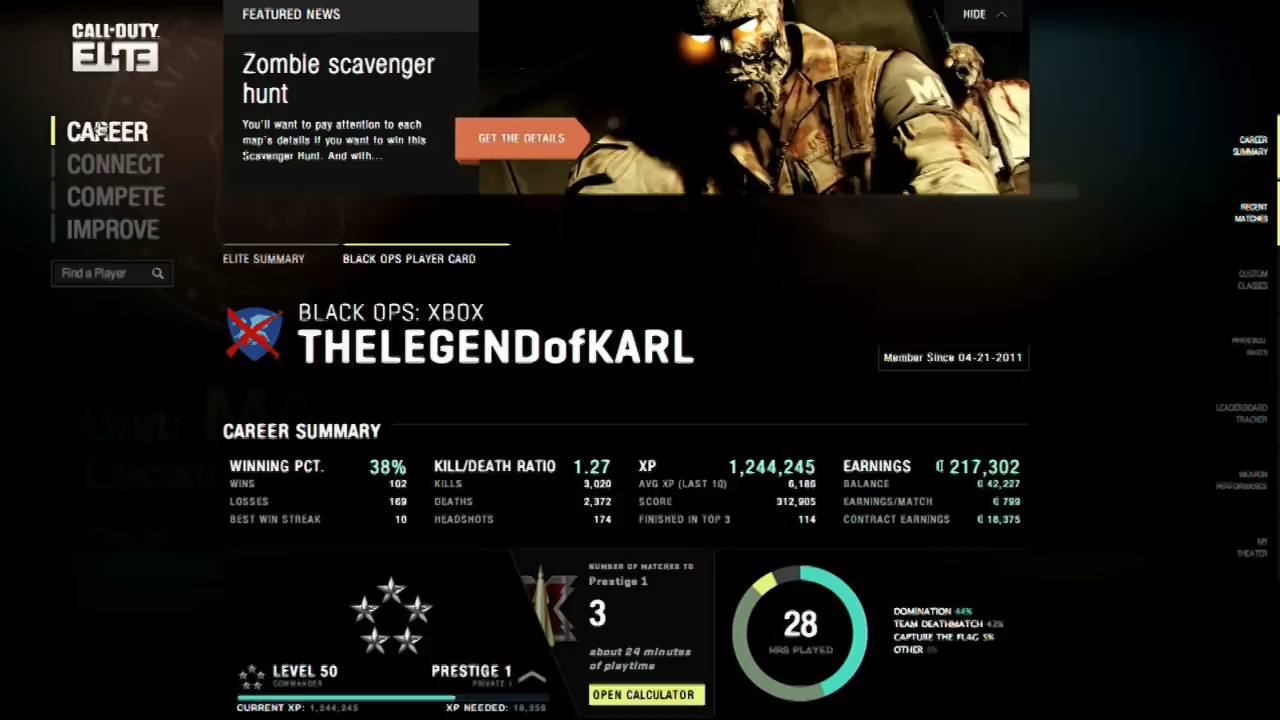 CALL·DUTY
ELITE
CAREER
CONNECT
COMPETE
IMPROVE
Find a Player
FEATURED NEWS
HIDE
Zombie scavenger
hunt
You'll want to pay attention to each
map's details if you want to win this
Scavenger Hunt. And with...
GET THE DETAILS
CAREER
SUMMARY
RECENT
MATCHES
CUSTOM
CLASSES
LEADERBOARD
TRACKER
WEAPON
PERFORMANCE
MY
THEATER
ELITE SUMMARY
BLACK OPS PLAYER CARD
BLACK OPS: XBOX
THELEGENDofKARL
Member Since 04-21-2011
CAREER SUMMARY
WINNING PCT. 38%
WINS 102
LOSSES 169
BEST WIN STREAK 10
KILL/DEATH RATIO 1.27
KILLS 3,020
DEATHS 2,372
HEADSHOTS 174
XP 1,244,245
AVG XP (LAST 10) 6,186
SCORE 312,905
FINISHED IN TOP 3 114
EARNINGS 217,302
BALANCE 42,227
EARNINGS/MATCH 799
CONTRACT EARNINGS 18,375
LEVEL 50
COMMANDER
PRESTIGE 1
PRIVATE 1
CURRENT XP: 1,244,245
XP NEEDED:
NUMBER OF MATCHES TO
Prestige 1
3
about 24 minutes
of playtime
OPEN CALCULATOR
28
HRS PLAYED
DOMINATION 44%
TEAM DEATHMATCH
CAPTURE THE FLAG 5%
OTHER